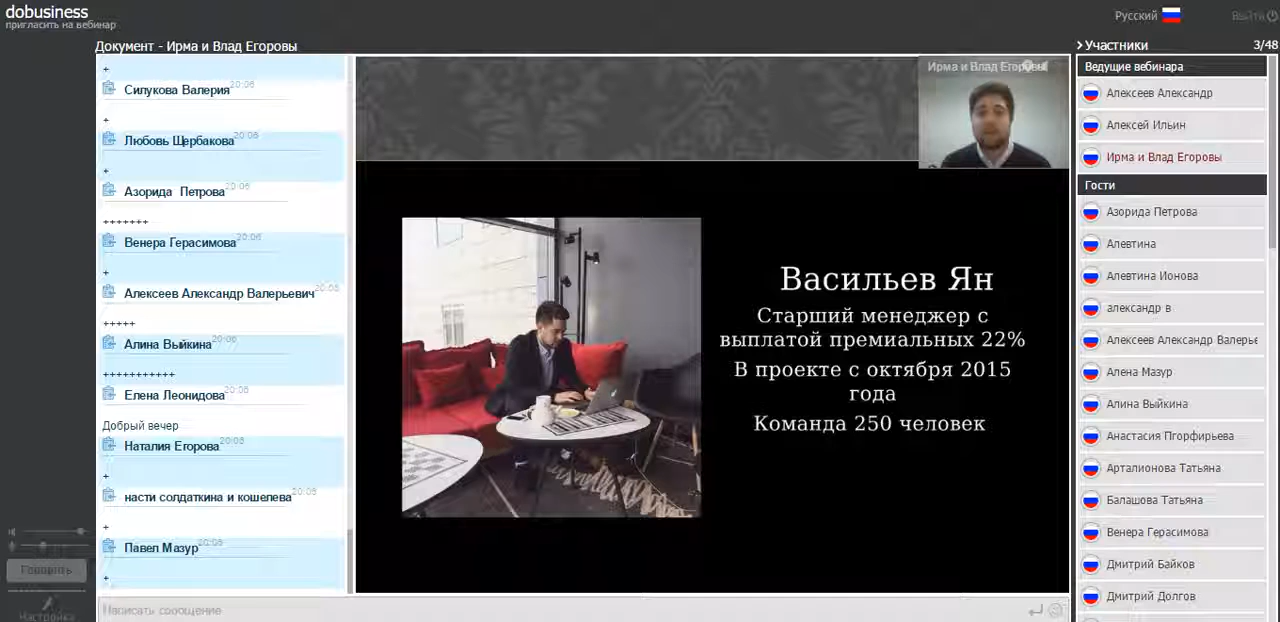 dobusiness
пригласить на вебинар
Русский
Выйти
Документ - Ирма и Влад Егоровы
+
Силукова Валерия 20:06
+
Любовь Щербакова 20:06
+
Азорида Петрова 20:06
+++++++
Венера Герасимова 20:06
+
Алексеев Александр Валерьевич 20:06
+++++
Алина Выйкина 20:06
+++++++++++
Елена Леонидова 20:06
Добрый вечер
Наталия Егорова 20:06
+
насти солдаткина и кошелева 20:06
+
Павел Мазур 20:06
+
Написать сообщение
Говорить
Настройка
Ирма и Влад Егоровы
Васильев Ян
Старший менеджер с
выплатой премиальных 22%
В проекте с октября 2015
года
Команда 250 человек
Участники 3/48
Ведущие вебинара
Алексеев Александр
Алексей Ильин
Ирма и Влад Егоровы
Гости
Азорида Петрова
Алевтина
Алевтина Ионова
александр в
Алексеев Александр Валерье
Алена Мазур
Алина Выйкина
Анастасия Пгорфирьева
Арталионова Татьяна
Балашова Татьяна
Венера Герасимова
Дмитрий Байков
Дмитрий Долгов